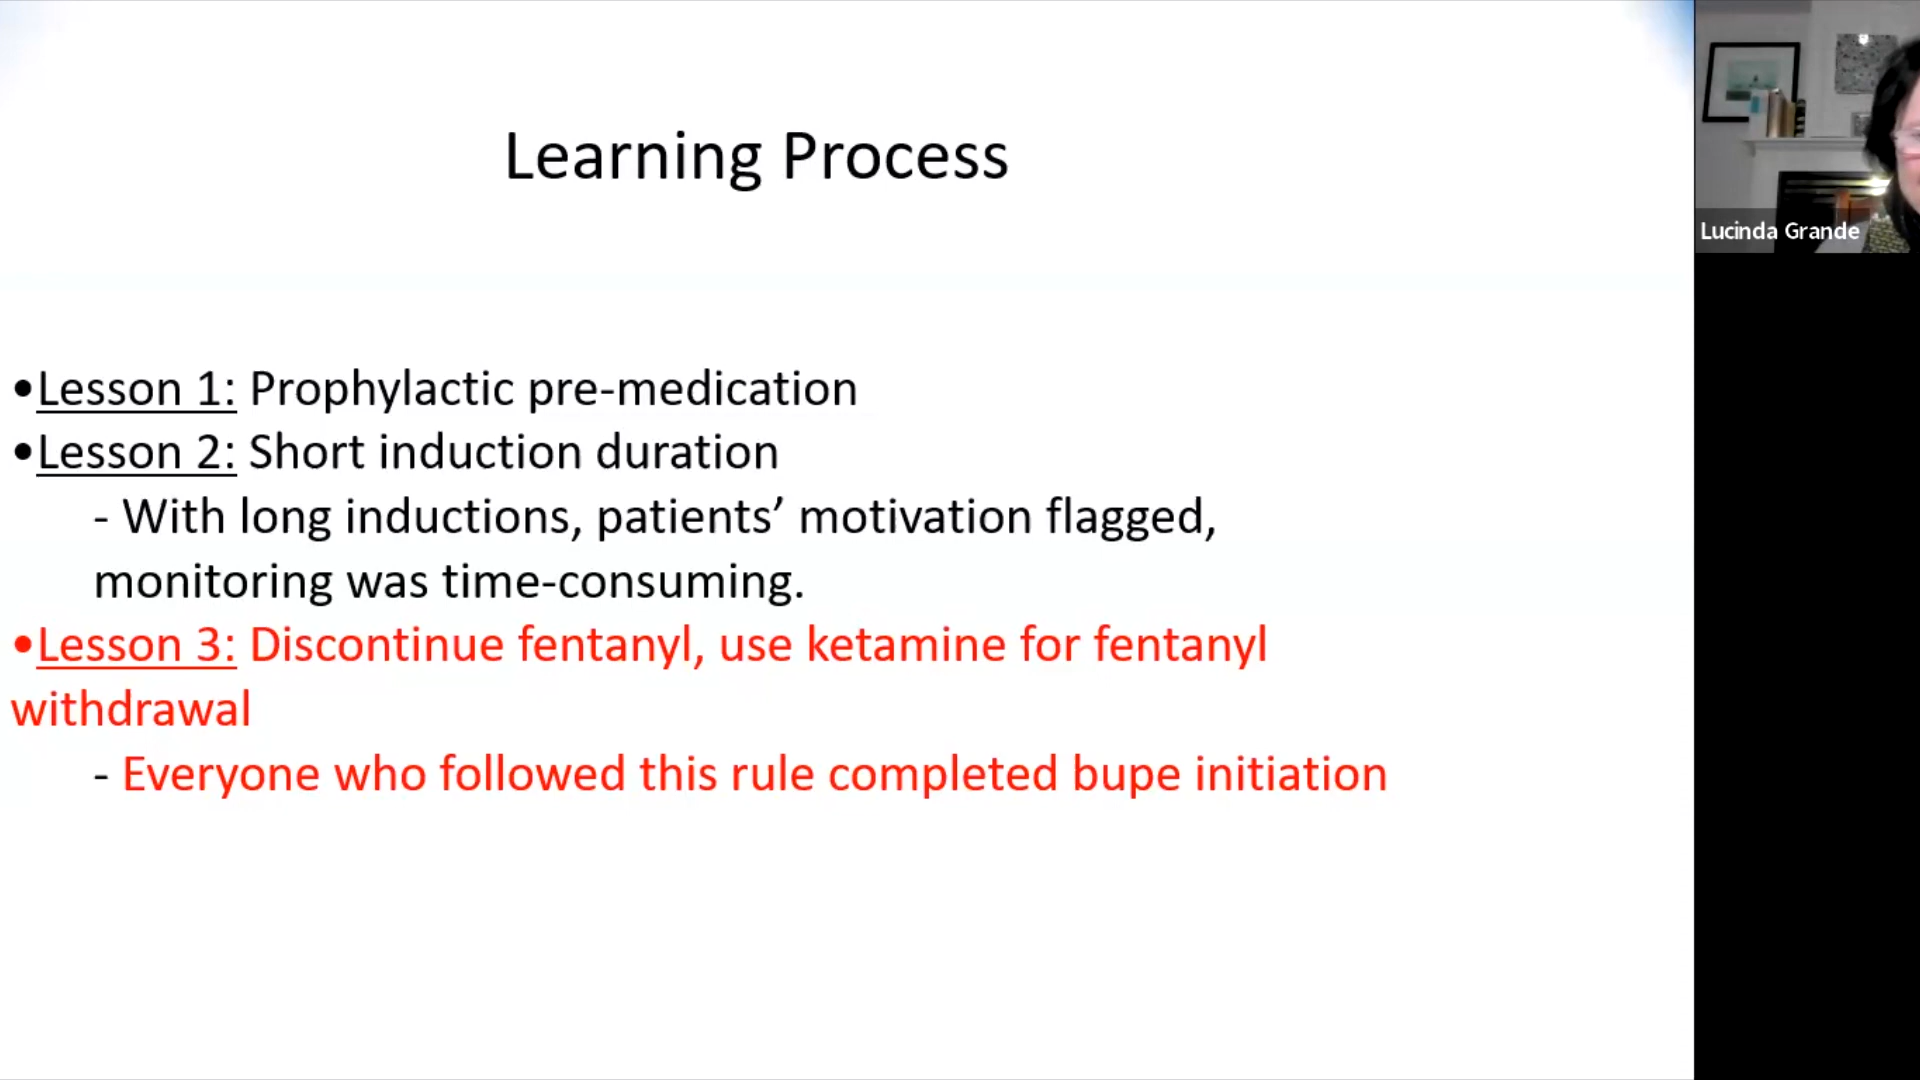 Learning Process
•Lesson 1: Prophylactic pre-medication
•Lesson 2: Short induction duration
- With long inductions, patients’ motivation flagged,
monitoring was time-consuming.
•Lesson 3: Discontinue fentanyl, use ketamine for fentanyl
withdrawal
- Everyone who followed this rule completed bupe initiation
Lucinda Grande